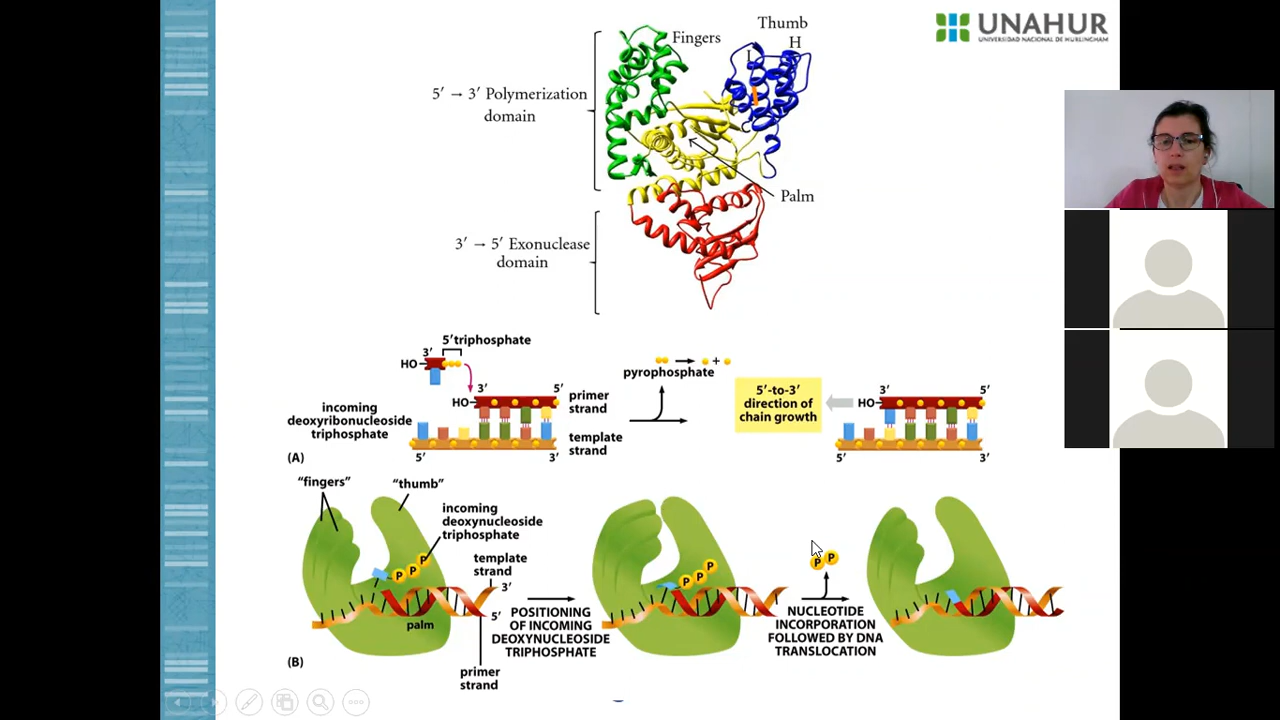 UNAHUR
UNIVERSIDAD NACIONAL DE HURLINGHAM
Thumb
Fingers
H
I
5′ → 3′ Polymerization
domain
Palm
3′ → 5′ Exonuclease
domain
5′triphosphate
3′
HO
pyrophosphate
+
3′
5′
HO
primer
strand
incoming
deoxyribonucleoside
triphosphate
template
strand
5′
3′
5′-to-3′
direction of
chain growth
3′
5′
HO
5′
3′
(A)
“fingers”
“thumb”
incoming
deoxynucleoside
triphosphate
template
strand
3′
P P P
5′
palm
primer
strand
POSITIONING
OF INCOMING
DEOXYNUCLEOSIDE
TRIPHOSPHATE
P P P
P P
NUCLEOTIDE
INCORPORATION
FOLLOWED BY DNA
TRANSLOCATION
(B)